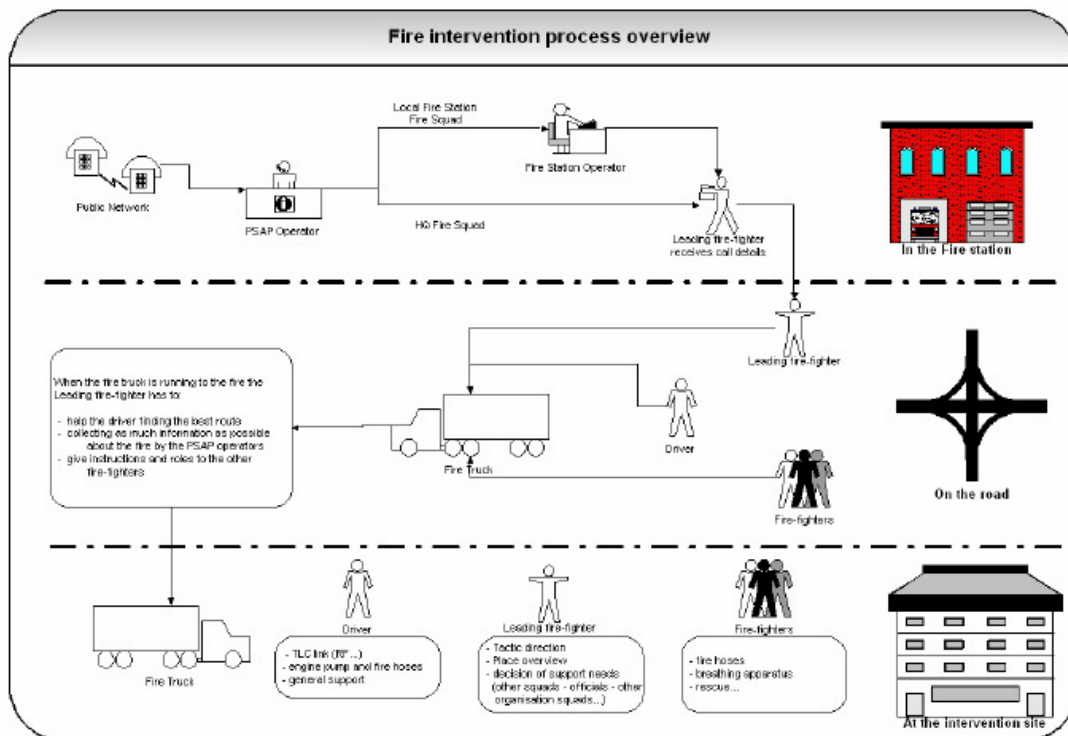 Fire intervention process overview
Local Fire Station
Fire Squad
Fire Station Operator
Public Network
PSAP Operator
HQ Fire Squad
Leading fire-fighter
receives call details
In the Fire station
Leading fire-fighter
When the fire truck is running to the fire the
Leading fire-fighter has to:
- help the driver finding the best route
- collecting as much information as possible
about the fire by the PSAP operators
- give instructions and roles to the other
fire-fighters
Fire Truck
Driver
Fire-fighters
On the road
Fire Truck
Driver
- TLC link (RF...)
- engine pump and fire hoses
- general support
Leading fire-fighter
- Tactic direction
- Place overview
- decision of support needs
(other squads - officials - other
organisation squads...)
Fire-fighters
- fire hoses
- breathing apparatus
- rescue...
At the intervention site